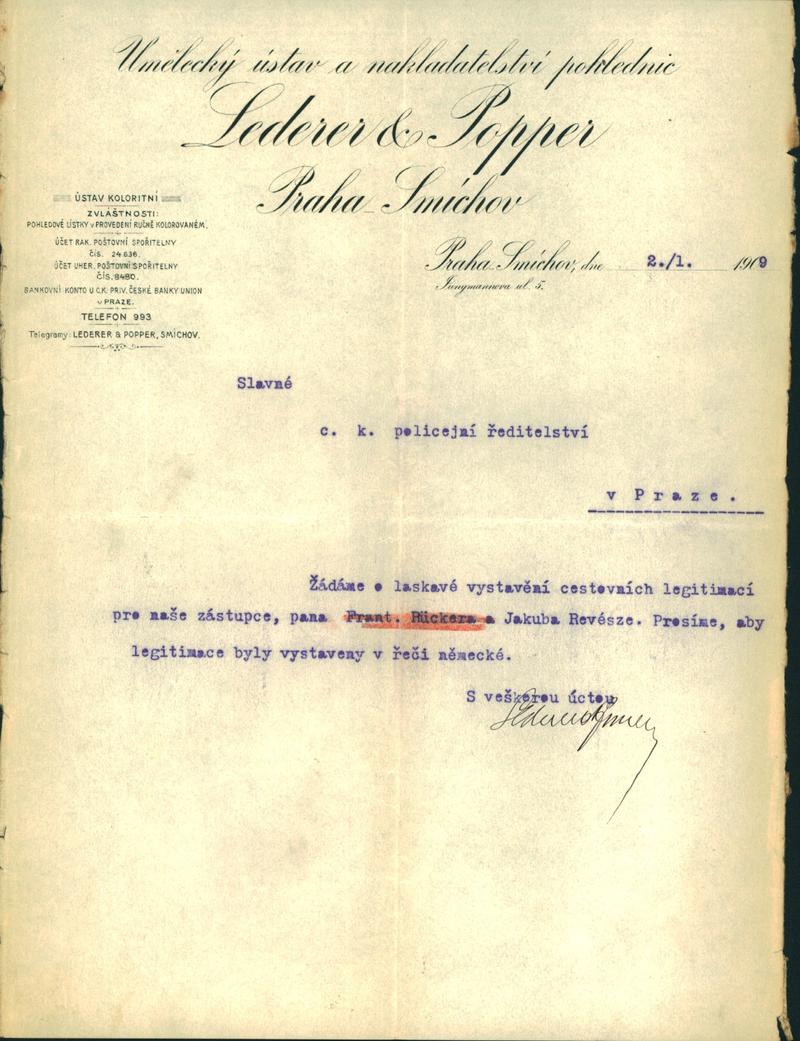 Umělecký ústav a nakladatelství pohlednic
Lederer & Popper
Praha-Smíchov
ÚSTAV KOLORITNÍ
ZVLÁŠTNOSTI:
POHLEDOVÉ LÍSTKY V PROVEDENÍ RUČNĚ KOLOROVANÉM.
ÚČET RAK. POŠTOVNÍ SPOŘITELNY
ČÍS. 24.636.
ÚČET UHER. POŠTOVNÍ SPOŘITELNY
ČÍS. 8480.
BANKOVNÍ KONTO U C.K. PRIV. ČESKÉ BANKY UNION
V PRAZE.
TELEFON 993
Telegramy: LEDERER & POPPER, SMÍCHOV.
Praha-Smíchov, dne 2./1. 1909
Jungmannova ul. 5.
Slavné
c. k. policejní ředitelství
v Praze.
Žádáme o laskavé vystavění cestovních legitimací
pro naše zástupce, pana Frant. Rückera a Jakuba Revésze. Prosíme, aby
legitimace byly vystaveny v řeči německé.
S veškerou úctou